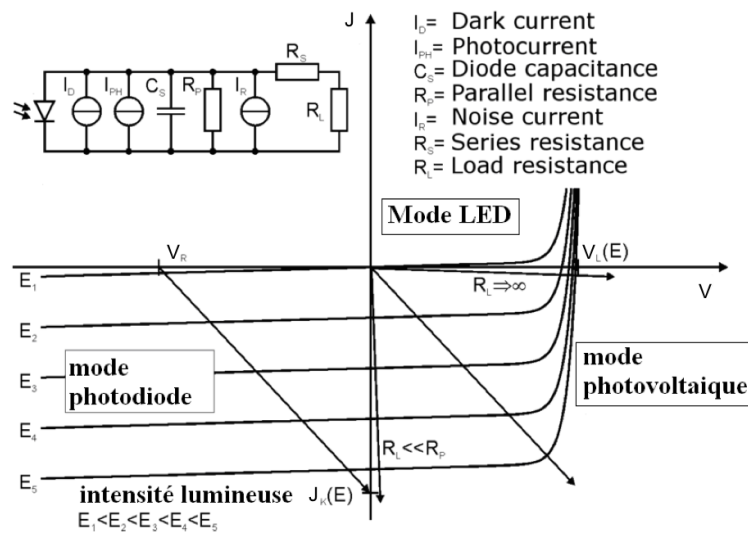 J
I_D= Dark current
I_PH= Photocurrent
C_S= Diode capacitance
R_P= Parallel resistance
I_R= Noise current
R_S= Series resistance
R_L= Load resistance
R_S
I_D I_PH C_S R_P I_R
R_L
Mode LED
V_R
V_L(E)
E_1
R_L⇒∞
V
E_2
mode
photodiode
mode
photovoltaique
E_3
E_4
R_L<<R_P
E_5
intensité lumineuse
J_K(E)
E_1<E_2<E_3<E_4<E_5